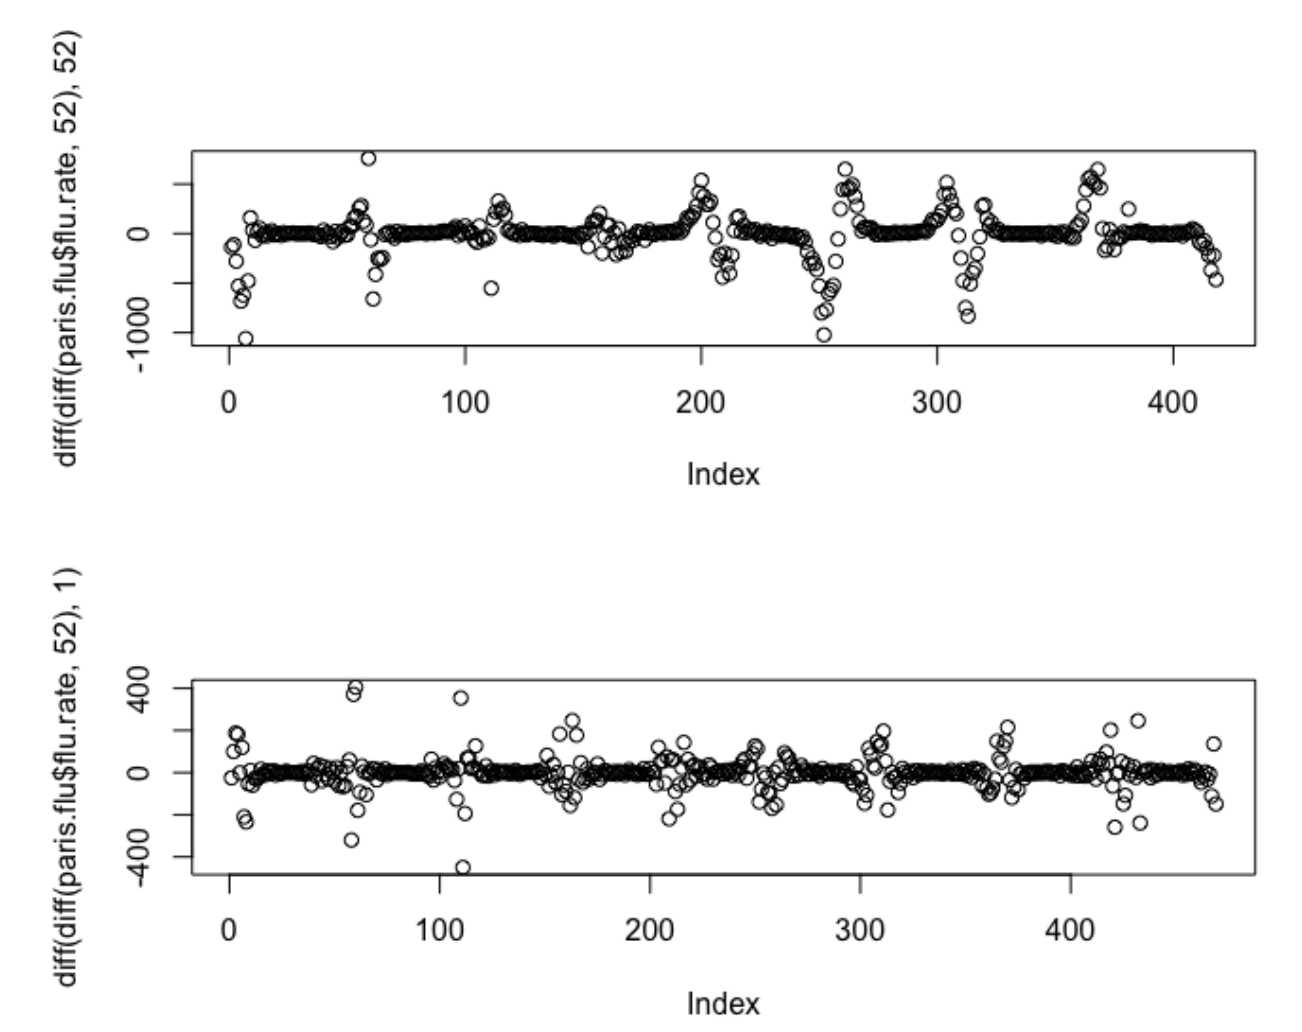 diff(diff(paris.flu$flu.rate, 52), 52)
0
-1000
0 100 200 300 400
Index
diff(diff(paris.flu$flu.rate, 52), 1)
400
0
-400
0 100 200 300 400
Index